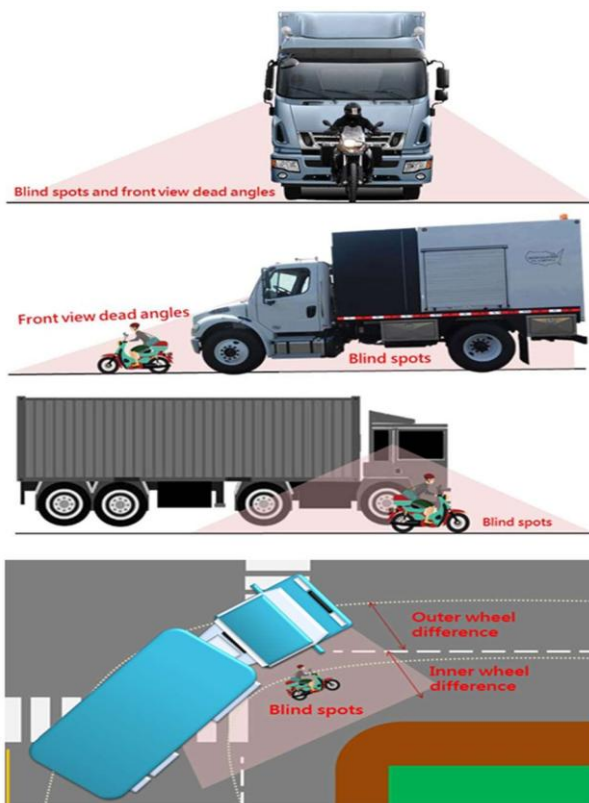 Blind spots and front view dead angles
Front view dead angles
Blind spots
Blind spots
Outer wheel
difference
Inner wheel
difference
Blind spots